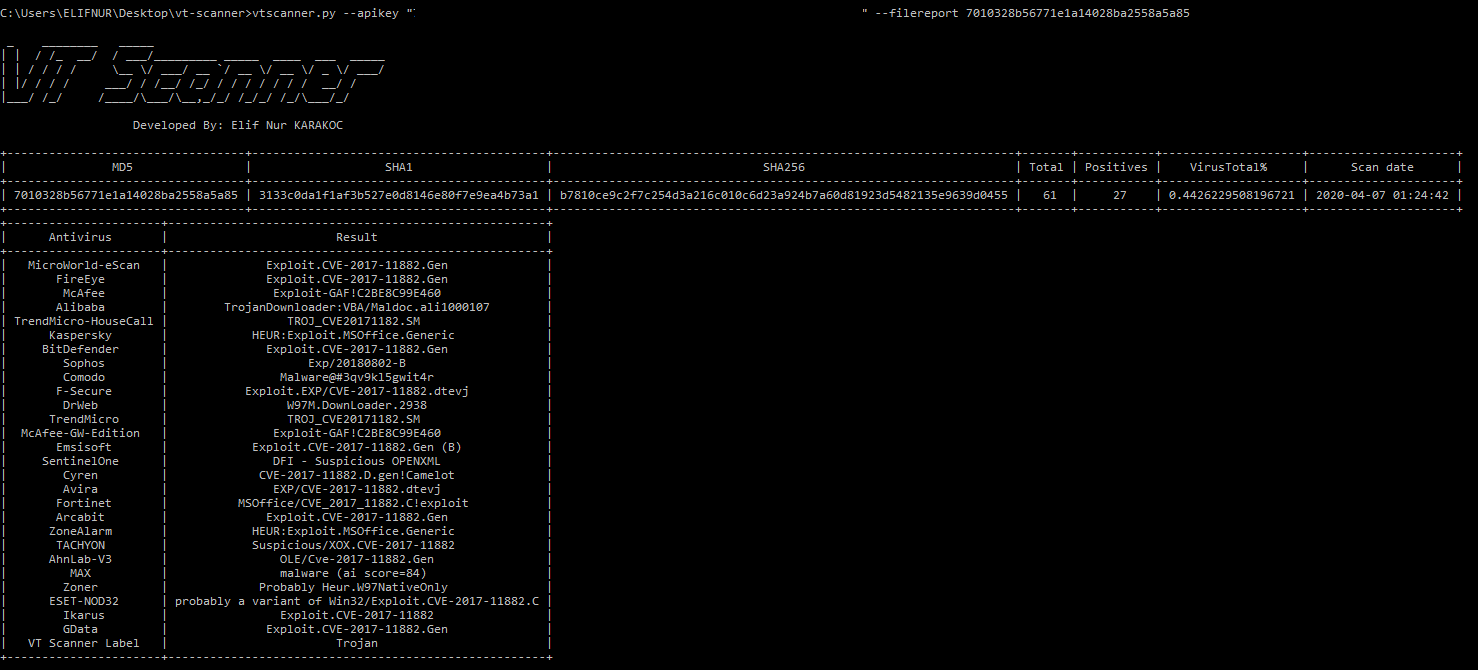 C:\Users\ELIFNUR\Desktop\vt-scanner>vtscanner.py --apikey " " --filereport 7010328b56771e1a14028ba2558a5a85
VT Scanner
Developed By: Elif Nur KARAKOC
MD5 | SHA1 | SHA256 | Total | Positives | VirusTotal% | Scan date
7010328b56771e1a14028ba2558a5a85 | 3133c0da1f1af3b527e0d8146e80f7e9ea4b73a1 | b7810ce9c2f7c254d3a216c010c6d23a924b7a60d81923d5482135e9639d0455 | 61 | 27 | 0.4426229508196721 | 2020-04-07 01:24:42
Antivirus | Result
MicroWorld-eScan | Exploit.CVE-2017-11882.Gen
FireEye | Exploit.CVE-2017-11882.Gen
McAfee | Exploit-GAF!C2BE8C99E460
Alibaba | TrojanDownloader:VBA/Maldoc.ali1000107
TrendMicro-HouseCall | TROJ_CVE20171182.SM
Kaspersky | HEUR:Exploit.MSOffice.Generic
BitDefender | Exploit.CVE-2017-11882.Gen
Sophos | Exp/20180802-B
Comodo | Malware@#3qv9kl5gwit4r
F-Secure | Exploit.EXP/CVE-2017-11882.dtevj
DrWeb | W97M.DownLoader.2938
TrendMicro | TROJ_CVE20171182.SM
McAfee-GW-Edition | Exploit-GAF!C2BE8C99E460
Emsisoft | Exploit.CVE-2017-11882.Gen (B)
SentinelOne | DFI - Suspicious OPENXML
Cyren | CVE-2017-11882.D.gen!Camelot
Avira | EXP/CVE-2017-11882.dtevj
Fortinet | MSOffice/CVE_2017_11882.C!exploit
Arcabit | Exploit.CVE-2017-11882.Gen
ZoneAlarm | HEUR:Exploit.MSOffice.Generic
TACHYON | Suspicious/XOX.CVE-2017-11882
AhnLab-V3 | OLE/Cve-2017-11882.Gen
MAX | malware (ai score=84)
Zoner | Probably Heur.W97NativeOnly
ESET-NOD32 | probably a variant of Win32/Exploit.CVE-2017-11882.C
Ikarus | Exploit.CVE-2017-11882
GData | Exploit.CVE-2017-11882.Gen
VT Scanner Label | Trojan